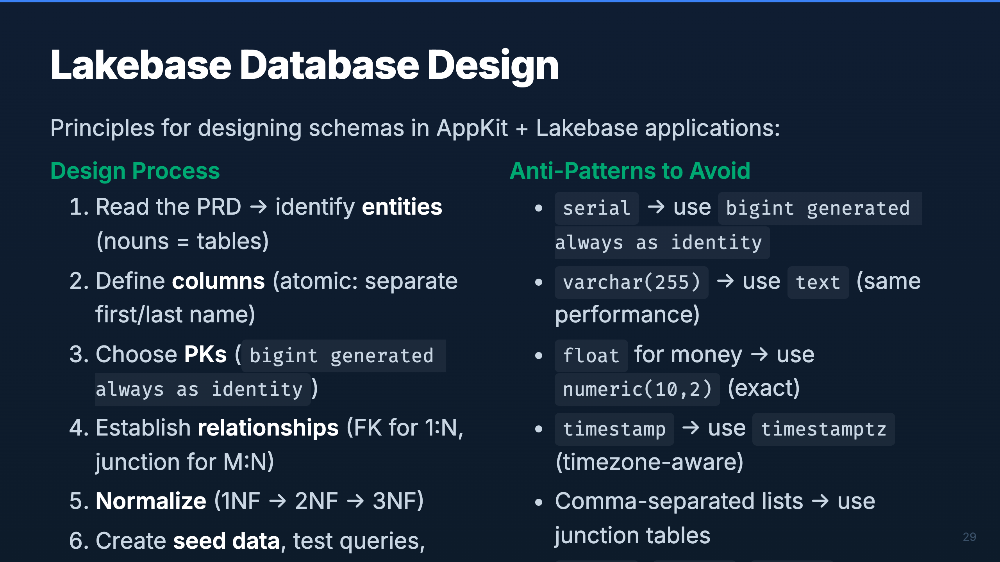 Lakebase Database Design
Principles for designing schemas in AppKit + Lakebase applications:
Design Process
1. Read the PRD → identify entities
(nouns = tables)
2. Define columns (atomic: separate
first/last name)
3. Choose PKs (bigint generated
always as identity)
4. Establish relationships (FK for 1:N,
junction for M:N)
5. Normalize (1NF → 2NF → 3NF)
6. Create seed data, test queries,
Anti-Patterns to Avoid
• serial → use bigint generated
always as identity
• varchar(255) → use text (same
performance)
• float for money → use
numeric(10,2) (exact)
• timestamp → use timestamptz
(timezone-aware)
• Comma-separated lists → use
junction tables
29